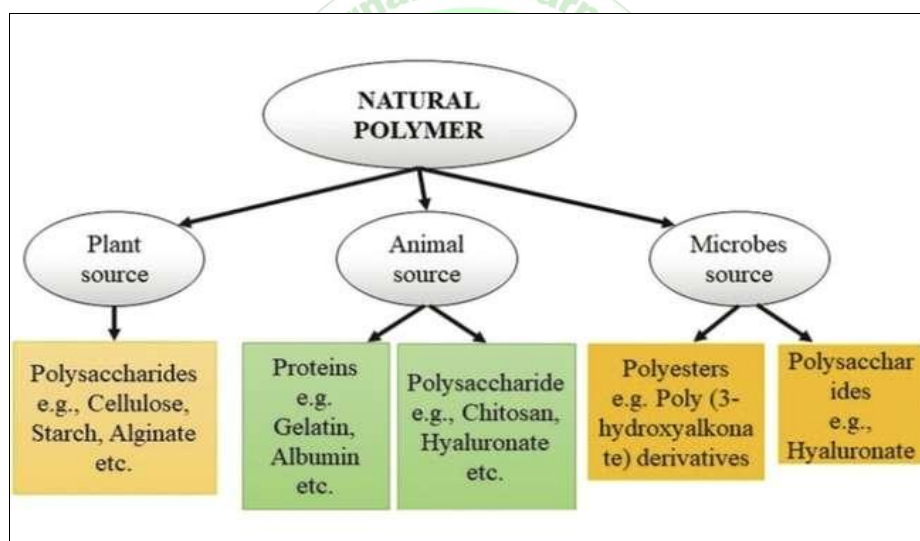 NATURAL
POLYMER
Plant
source
Animal
source
Microbes
source
Polysaccharides
e.g., Cellulose,
Starch, Alginate
etc.
Proteins
e.g.
Gelatin,
Albumin
etc.
Polysaccharide
e.g., Chitosan,
Hyaluronate
etc.
Polyesters
e.g. Poly (3-
hydroxyalkona
te) derivatives
Polysacchar
ides
e.g.,
Hyaluronate